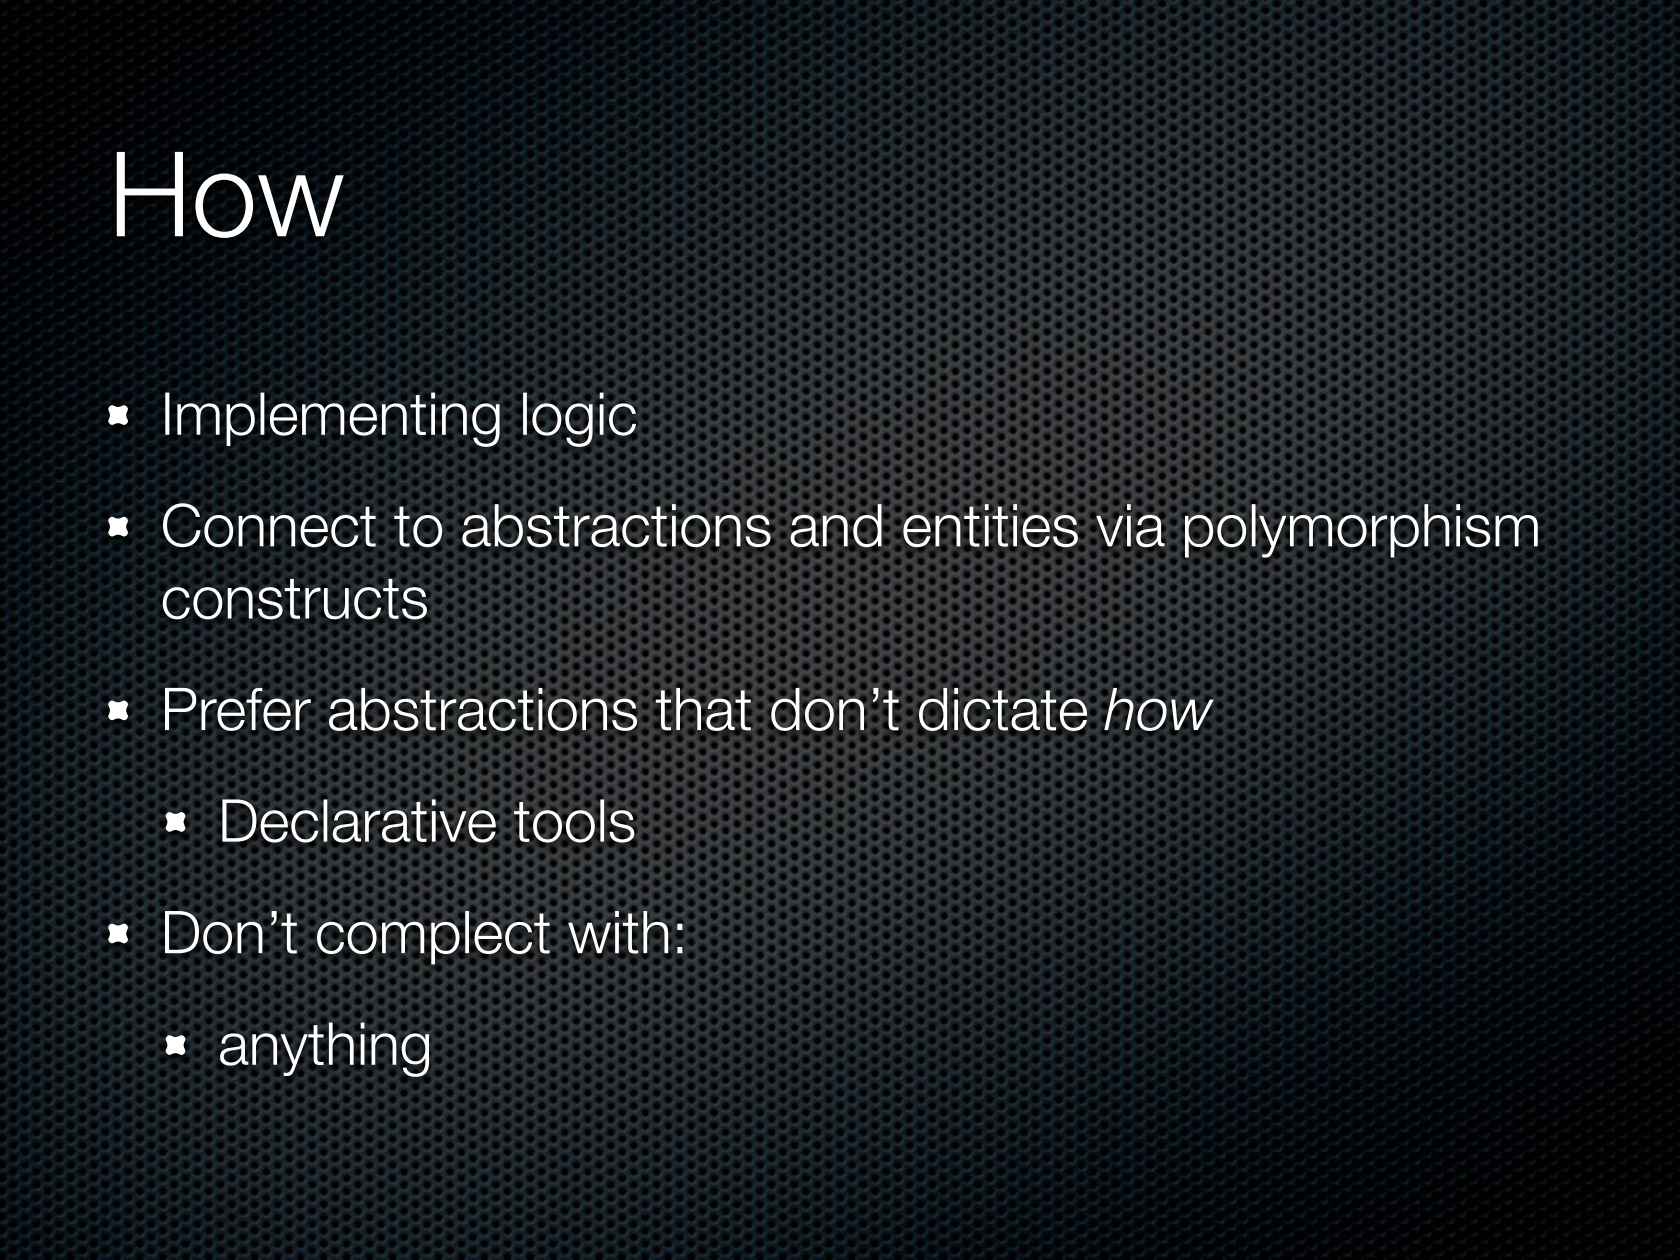 How
Implementing logic
Connect to abstractions and entities via polymorphism
constructs
Prefer abstractions that don’t dictate how
Declarative tools
Don’t complect with:
anything